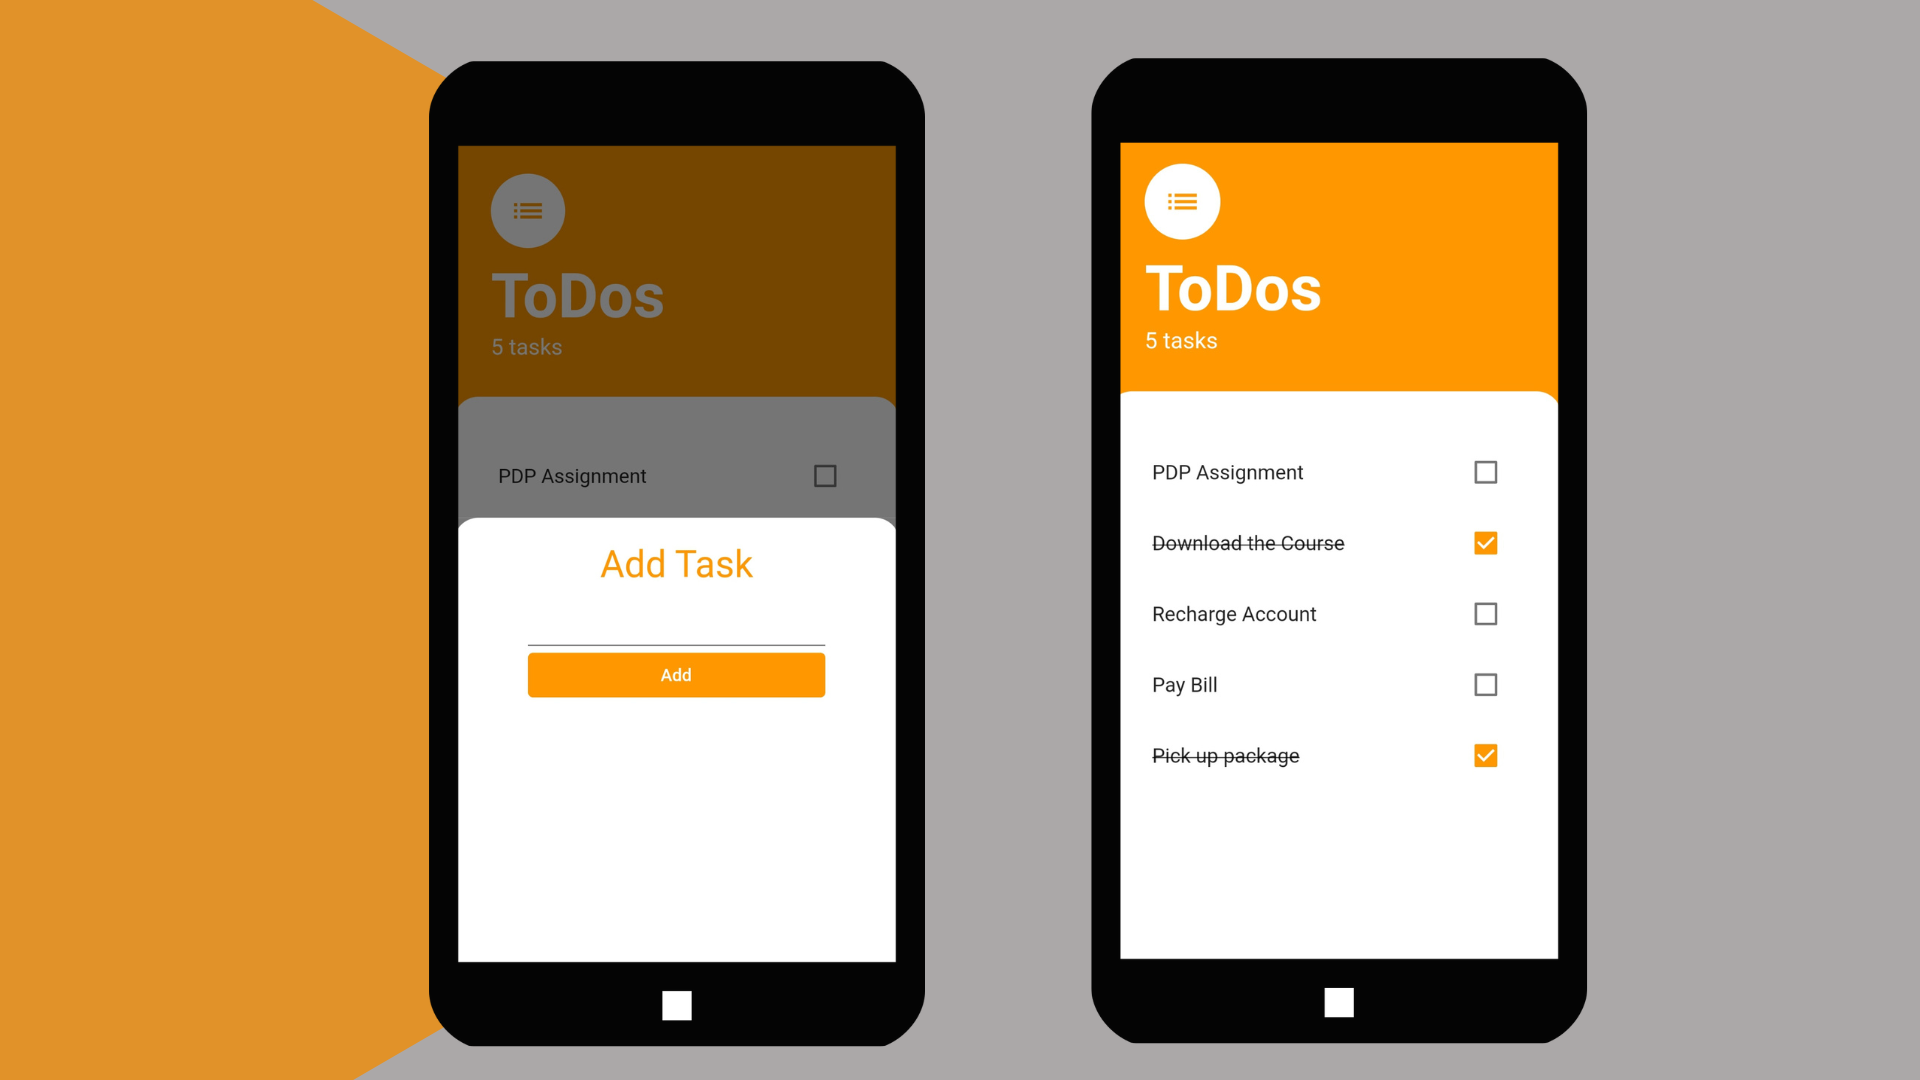 ToDos
5 tasks
PDP Assignment
Add Task
Add
ToDos
5 tasks
PDP Assignment
Download the Course
Recharge Account
Pay Bill
Pick up package